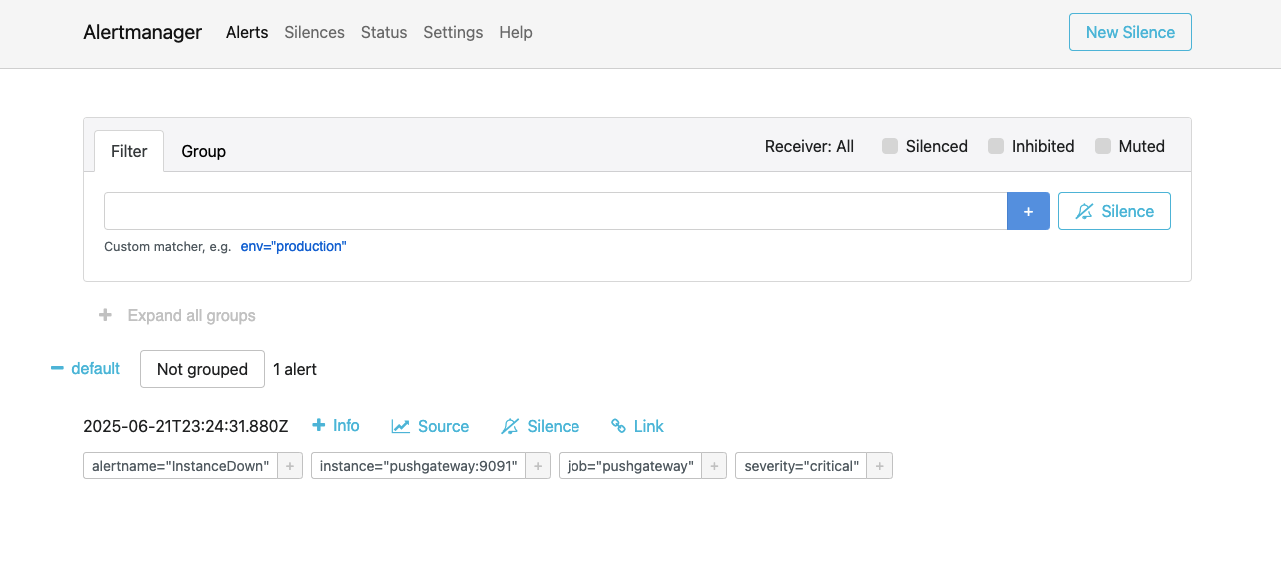 Alertmanager Alerts Silences Status Settings Help New Silence
Filter Group Receiver: All Silenced Inhibited Muted
+ Silence
Custom matcher, e.g. env="production"
+ Expand all groups
− default Not grouped 1 alert
2025-06-21T23:24:31.880Z + Info Source Silence Link
alertname="InstanceDown" + instance="pushgateway:9091" + job="pushgateway" + severity="critical" +